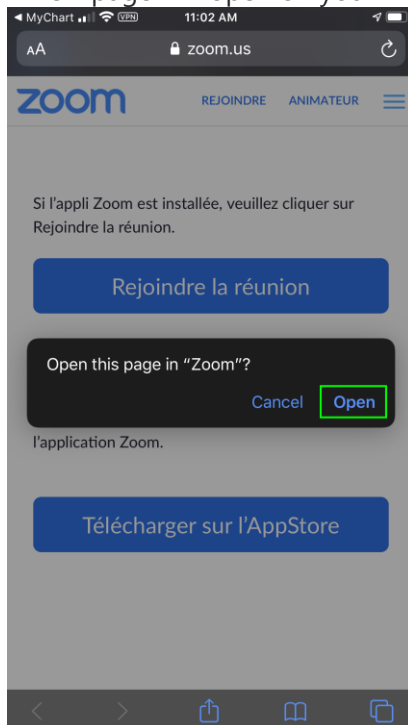 MyChart VPN 11:02 AM
AA zoom.us
zoom REJOINDRE ANIMATEUR
Si l'appli Zoom est installée, veuillez cliquer sur
Rejoindre la réunion.
Rejoindre la réunion
Open this page in “Zoom”?
Cancel Open
l'application Zoom.
Télécharger sur l'AppStore